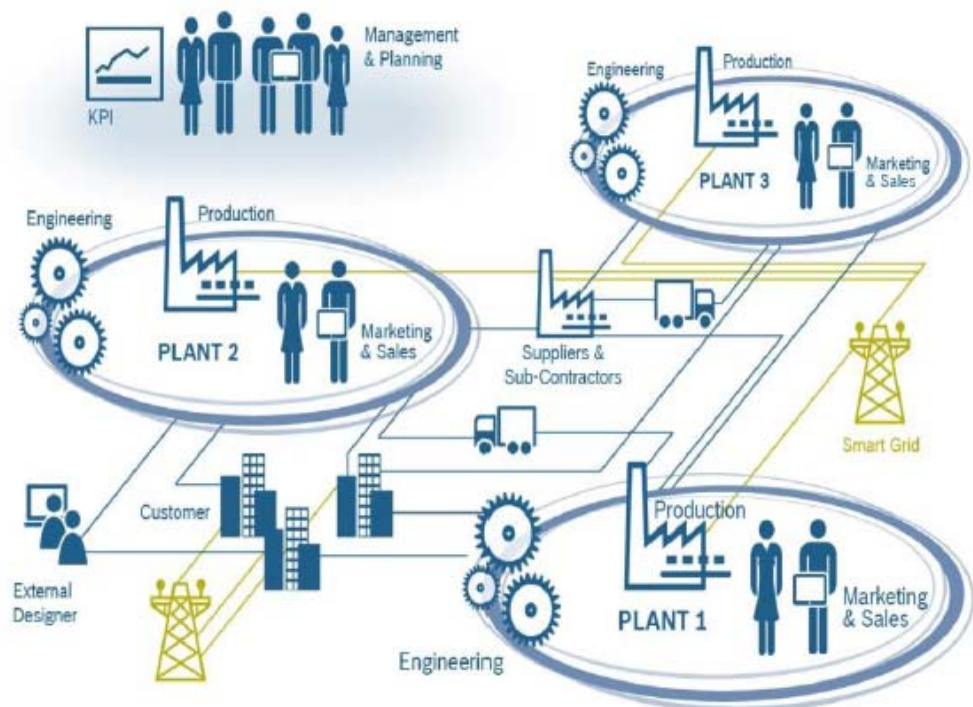 Management
& Planning
KPI
Engineering
Production
PLANT 3
Marketing
& Sales
Engineering
Production
PLANT 2
Marketing
& Sales
Suppliers &
Sub-Contractors
Smart Grid
Customer
External
Designer
Production
PLANT 1
Marketing
& Sales
Engineering